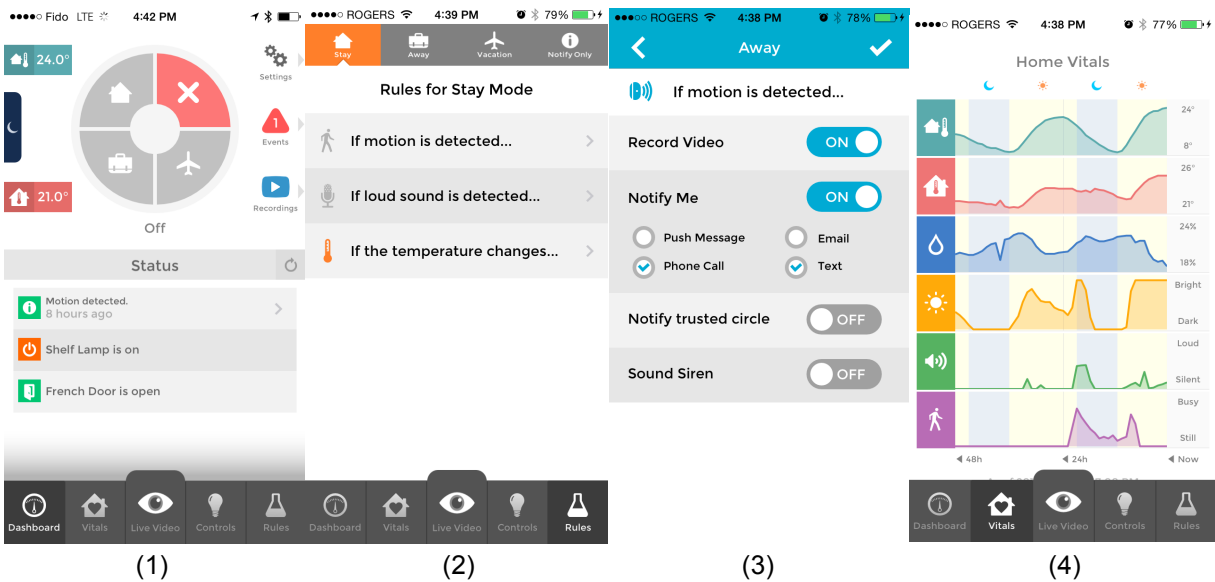 ●●●●○ Fido LTE 4:42 PM
24.0°
21.0°
Settings
1
Events
Recordings
Off
Status
Motion detected.
8 hours ago
Shelf Lamp is on
French Door is open
Dashboard Vitals Live Video Controls Rules
(1)
●●●●○ ROGERS 4:39 PM 79%
Stay Away Vacation Notify Only
Rules for Stay Mode
If motion is detected...
If loud sound is detected...
If the temperature changes...
Dashboard Vitals Live Video Controls Rules
(2)
●●●●○ ROGERS 4:38 PM 78%
Away
If motion is detected...
Record Video ON
Notify Me ON
Push Message Email
Phone Call Text
Notify trusted circle OFF
Sound Siren OFF
(3)
●●●●○ ROGERS 4:38 PM 77%
Home Vitals
24°
8°
26°
21°
24%
18%
Bright
Dark
Loud
Silent
Busy
Still
48h 24h Now
Dashboard Vitals Live Video Controls Rules
(4)